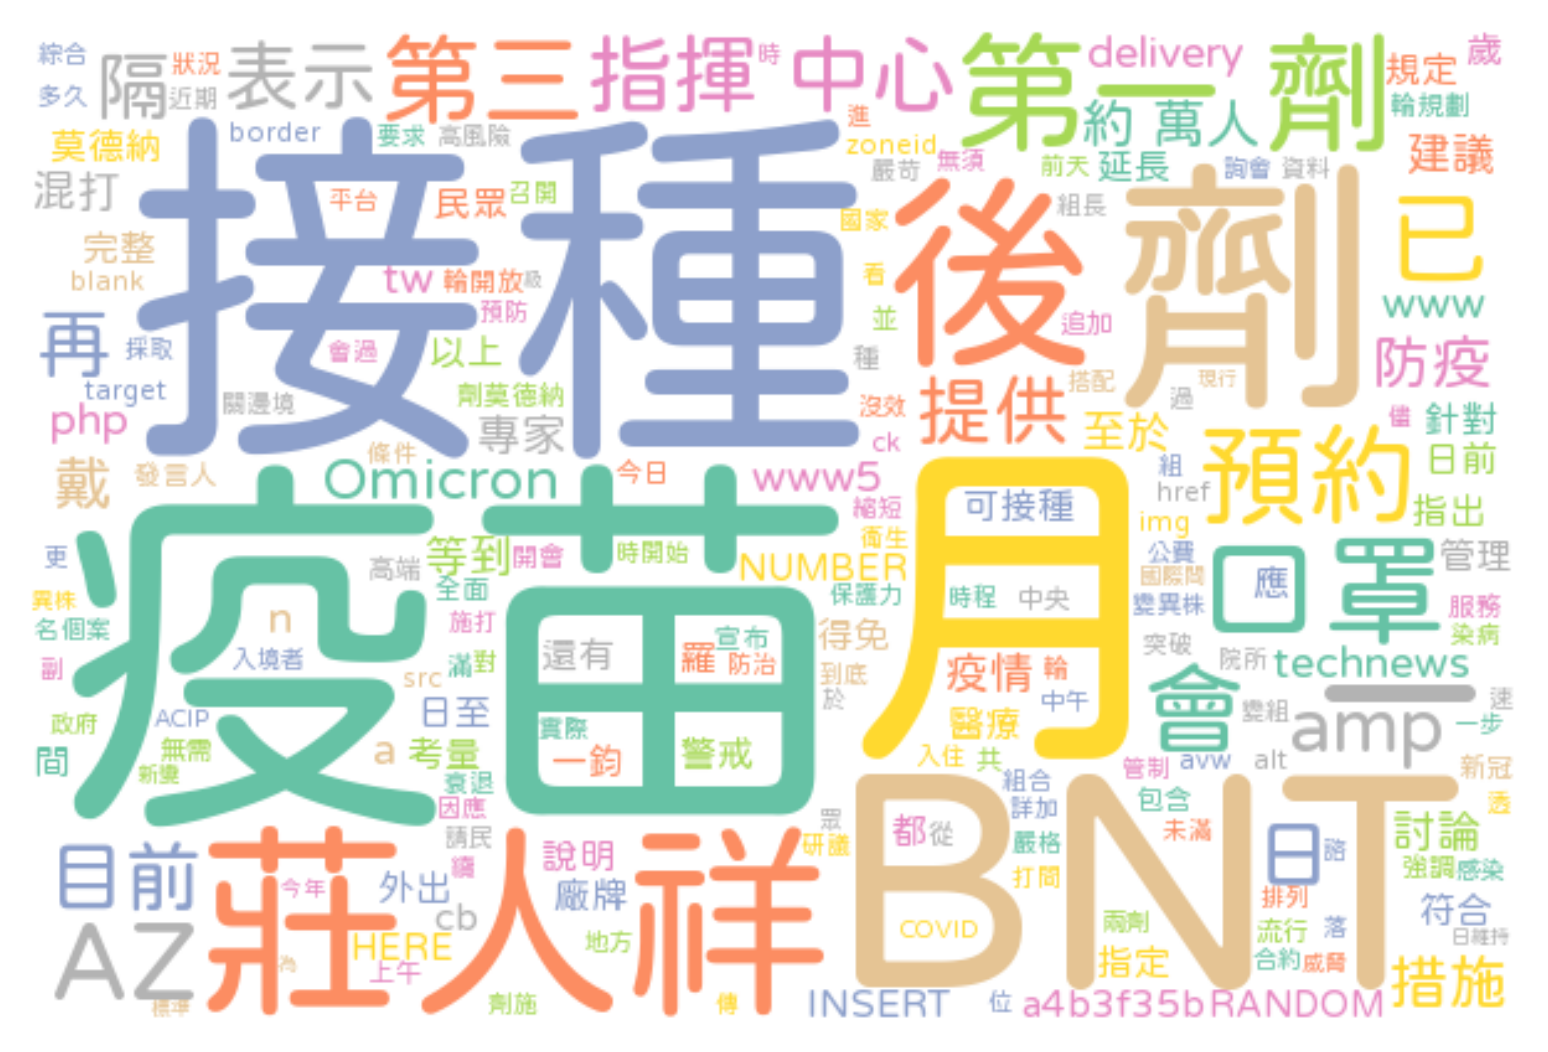 綜合 狀況 表示 第三 指揮 時 中心 第一劑 delivery 規定 歲
多久 隔 近期 約 萬人 輪規劃
莫德納 border 要求 高風險 進 zoneid 建議
混打 嚴苛 無須 前天 延長 詢會 資料
接種 平台 民眾 召開 後 組長 劑 已
完整 國家
blank tw 輪開放 級 看 www
再 採取 預防 並 追加 防疫
會過 以上 種
target 關邊境 劑莫德納 搭配 現行 過
php 專家 沒效 提供 至於 儘 針對
條件 ck 預約 日前
戴 發言人 Omicron 今日 www5 月 可接種 組 href
縮短 img 指出
更 疫苗 等到 開會 時開始 衛生 公費 口罩 管理
高端 NUMBER 國際間 應
異株 n 全面 保護力 時程 中央 變異株 服務
名個案 施打 還有 羅 宣布 得免 突破 染病
副 入境者 滿 對 防治 到底 疫情 輪 院所 technews
src 於 中午 會 一 速
政府 ACIP 日至 實際 醫療 變組 amp 一步
間 無需 a 考量 一鈞 警戒 入住 共 avw alt
新變 衰退 組合 管制 新冠
因應 BNT 詳加 包含 透
目前 莊人祥 請民 說明 眾 研議 都 從 嚴格 未滿 日 諮 討論
今年 外出 續 廠牌 打問 排列 強調 感染
AZ cb COVID 兩劑 符合
HERE 地方 流行 落 日維持
為 上午 指定 合約 威脅 措施
標準 劑施 傳 INSERT 位 a4b3f35b RANDOM